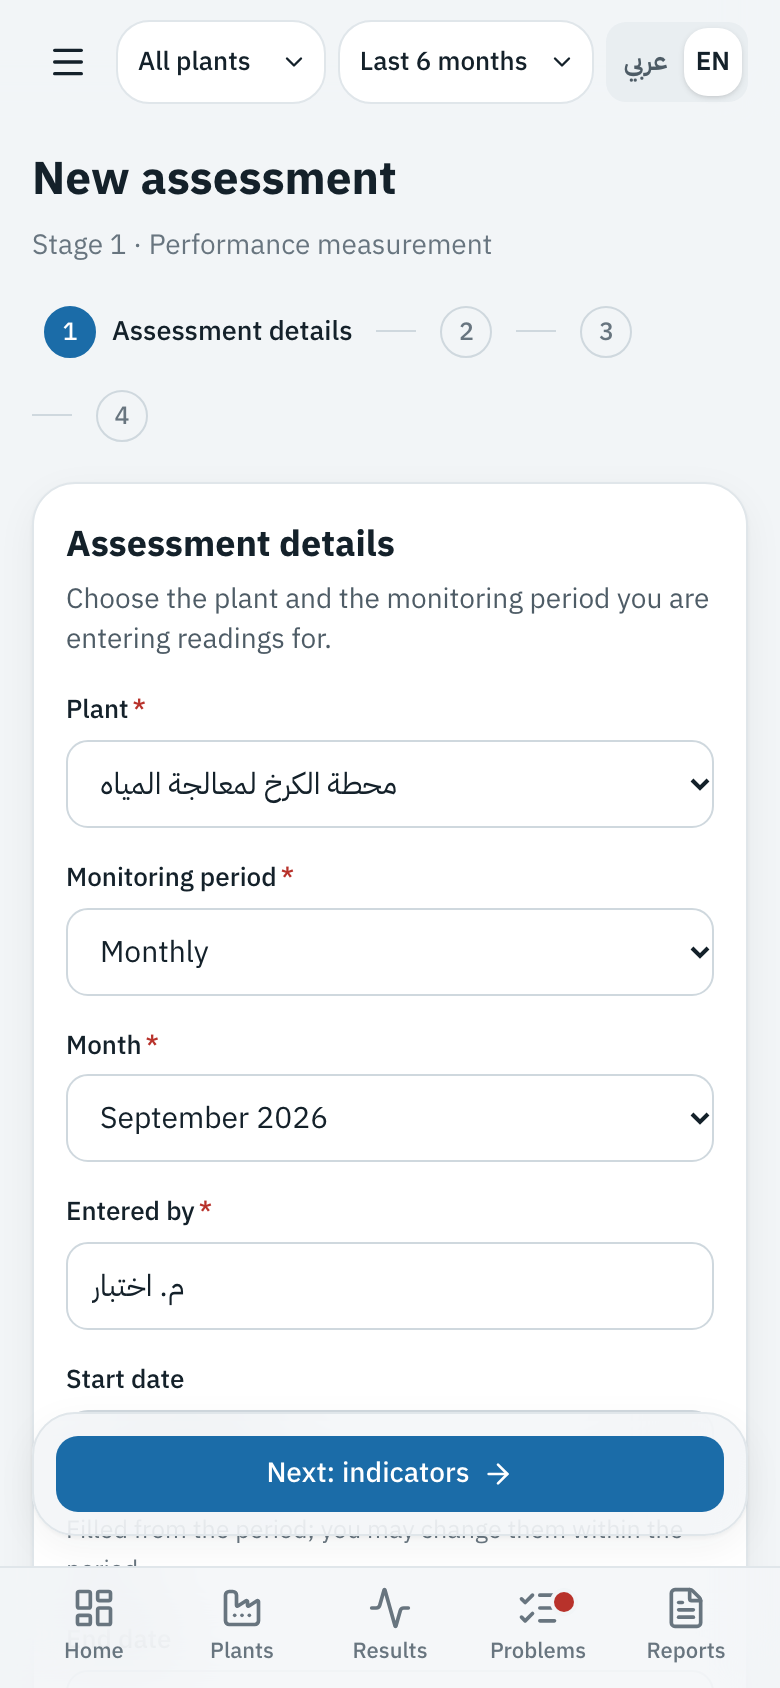 All plants
Last 6 months
عربي
EN
New assessment
Stage 1 · Performance measurement
1 Assessment details
2
3
4
Assessment details
Choose the plant and the monitoring period you are
entering readings for.
Plant *
محطة الكرخ لمعالجة المياه
Monitoring period *
Monthly
Month *
September 2026
Entered by *
م. اختبار
Start date
Next: indicators
Filled from the period; you may change them within the
period
End date
Home
Plants
Results
Problems
Reports